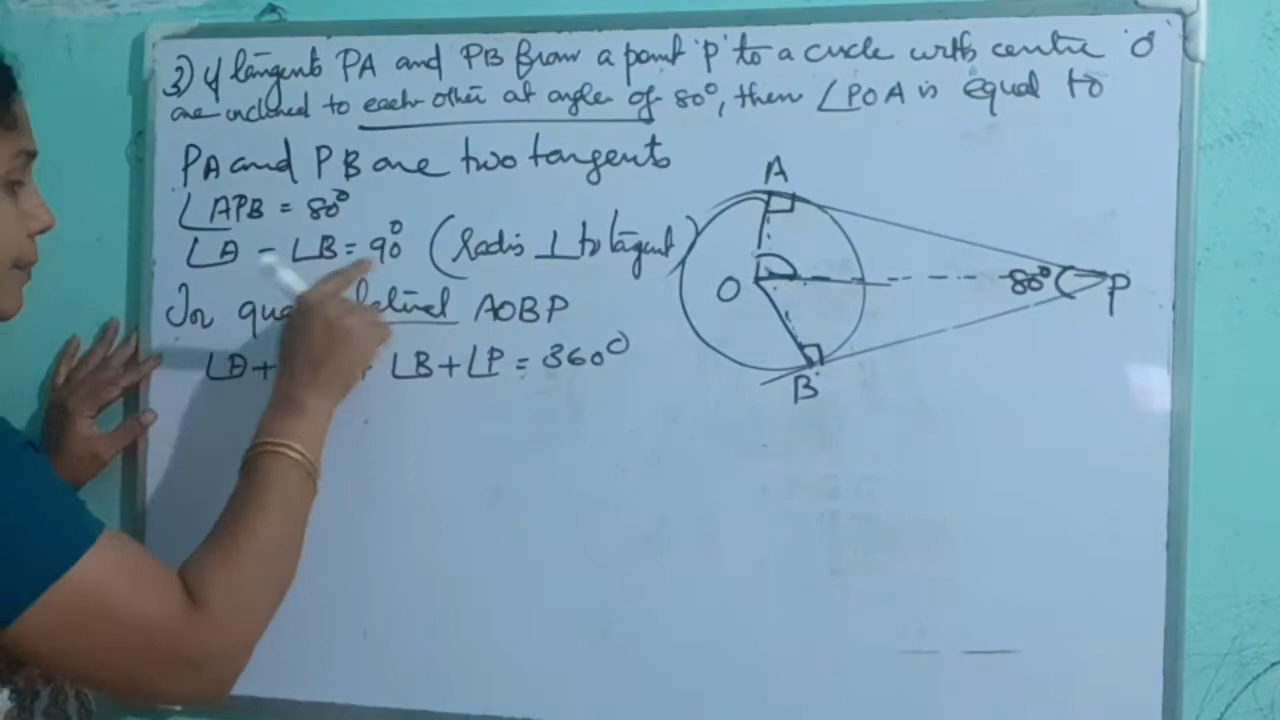 3) If tangents PA and PB from a point 'P' to a circle with centre 'O'
are inclined to each other at angle of 80°, then ∠POA is equal to
PA and PB are two tangents
∠APB = 80°
∠A - ∠B = 90° (Radis ⊥ to tangent)
In AOBP
∠A + ∠B + ∠P = 360°
A
O
80°
P
B